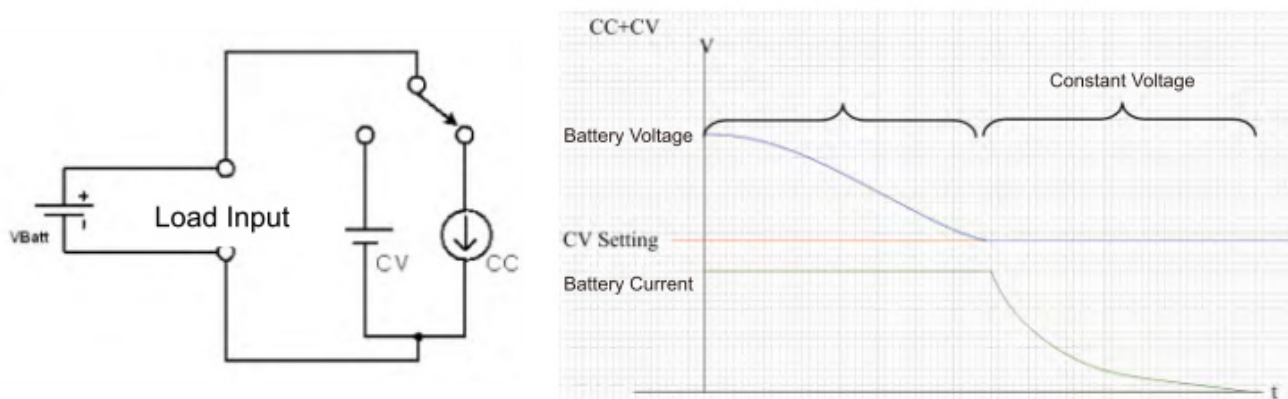 +
VBatt
Load Input
CV
CC
CC+CV
V
Constant Voltage
Battery Voltage
CV Setting
Battery Current
t